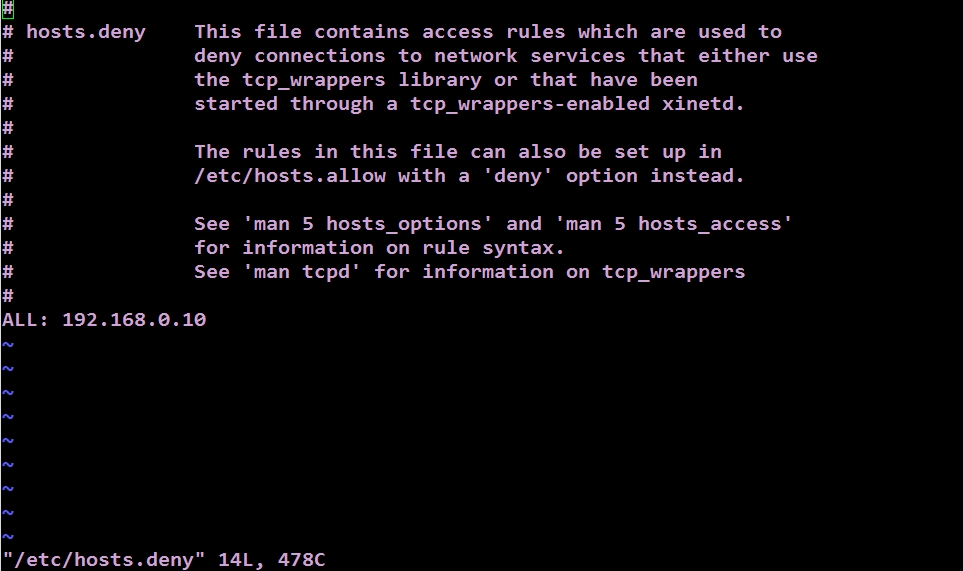 #
# hosts.deny    This file contains access rules which are used to
#               deny connections to network services that either use
#               the tcp_wrappers library or that have been
#               started through a tcp_wrappers-enabled xinetd.
#
#               The rules in this file can also be set up in
#               /etc/hosts.allow with a 'deny' option instead.
#
#               See 'man 5 hosts_options' and 'man 5 hosts_access'
#               for information on rule syntax.
#               See 'man tcpd' for information on tcp_wrappers
#
ALL: 192.168.0.10
~
~
~
~
~
~
~
~
~
"/etc/hosts.deny" 14L, 478C